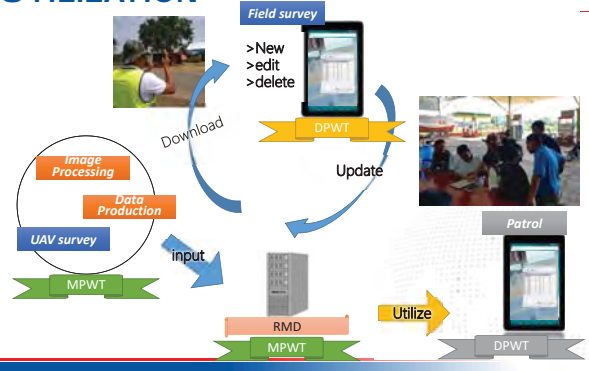 UTILIZATION
Field survey
>New
>edit
>delete
Download
DPWT
Update
Image
Processing
Data
Production
UAV survey
MPWT
input
RMD
MPWT
Utilize
Patrol
DPWT